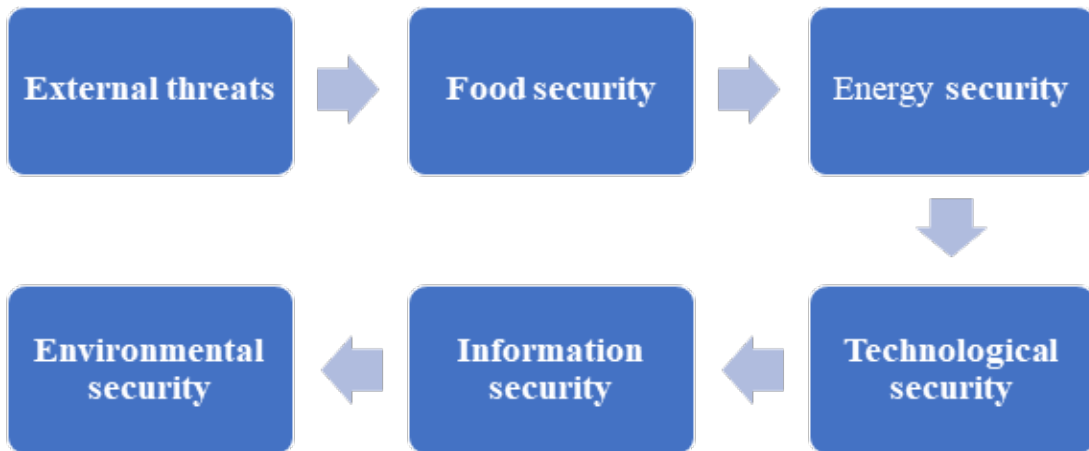 External threats
Food security
Energy security
Technological
security
Information
security
Environmental
security